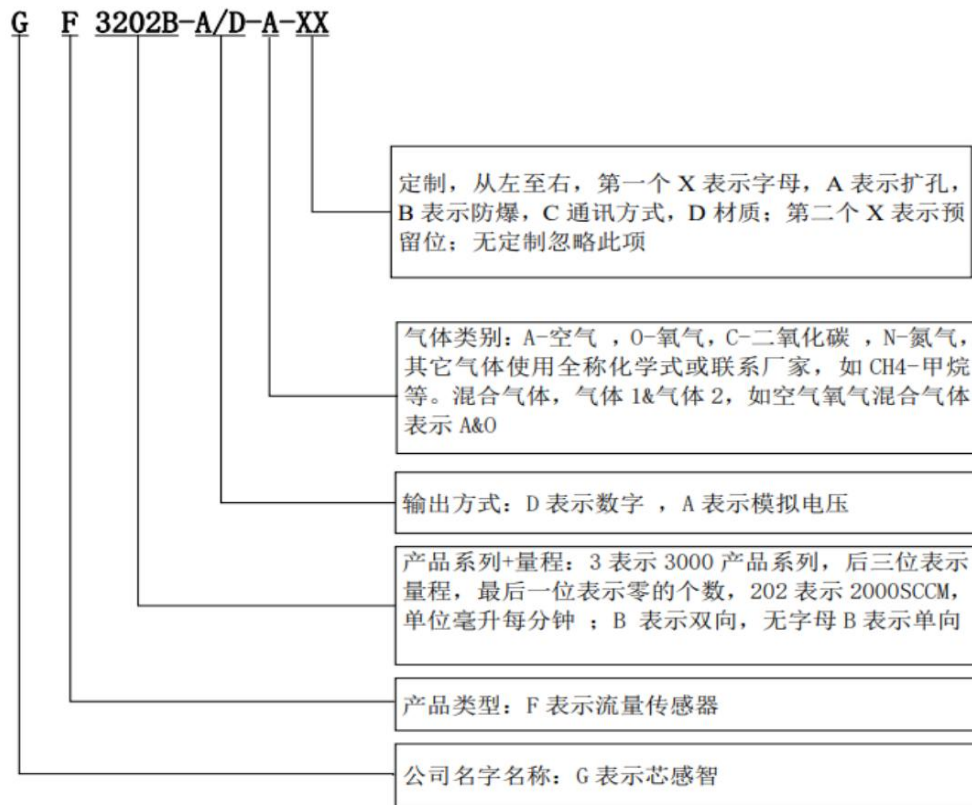 G F 3202B-A/D-A-XX
定制，从左至右，第一个 X 表示字母，A 表示扩孔，
B 表示防爆，C 通讯方式，D 材质；第二个 X 表示预
留位；无定制忽略此项
气体类别：A-空气 ，O-氧气，C-二氧化碳 ，N-氮气，
其它气体使用全称化学式或联系厂家，如 CH4-甲烷
等。混合气体，气体 1&气体 2，如空气氧气混合气体
表示 A&O
输出方式：D 表示数字 ，A 表示模拟电压
产品系列+量程：3 表示 3000 产品系列，后三位表示
量程，最后一位表示零的个数，202 表示 2000SCCM，
单位毫升每分钟 ；B 表示双向，无字母 B 表示单向
产品类型：F 表示流量传感器
公司名字名称：G 表示芯感智